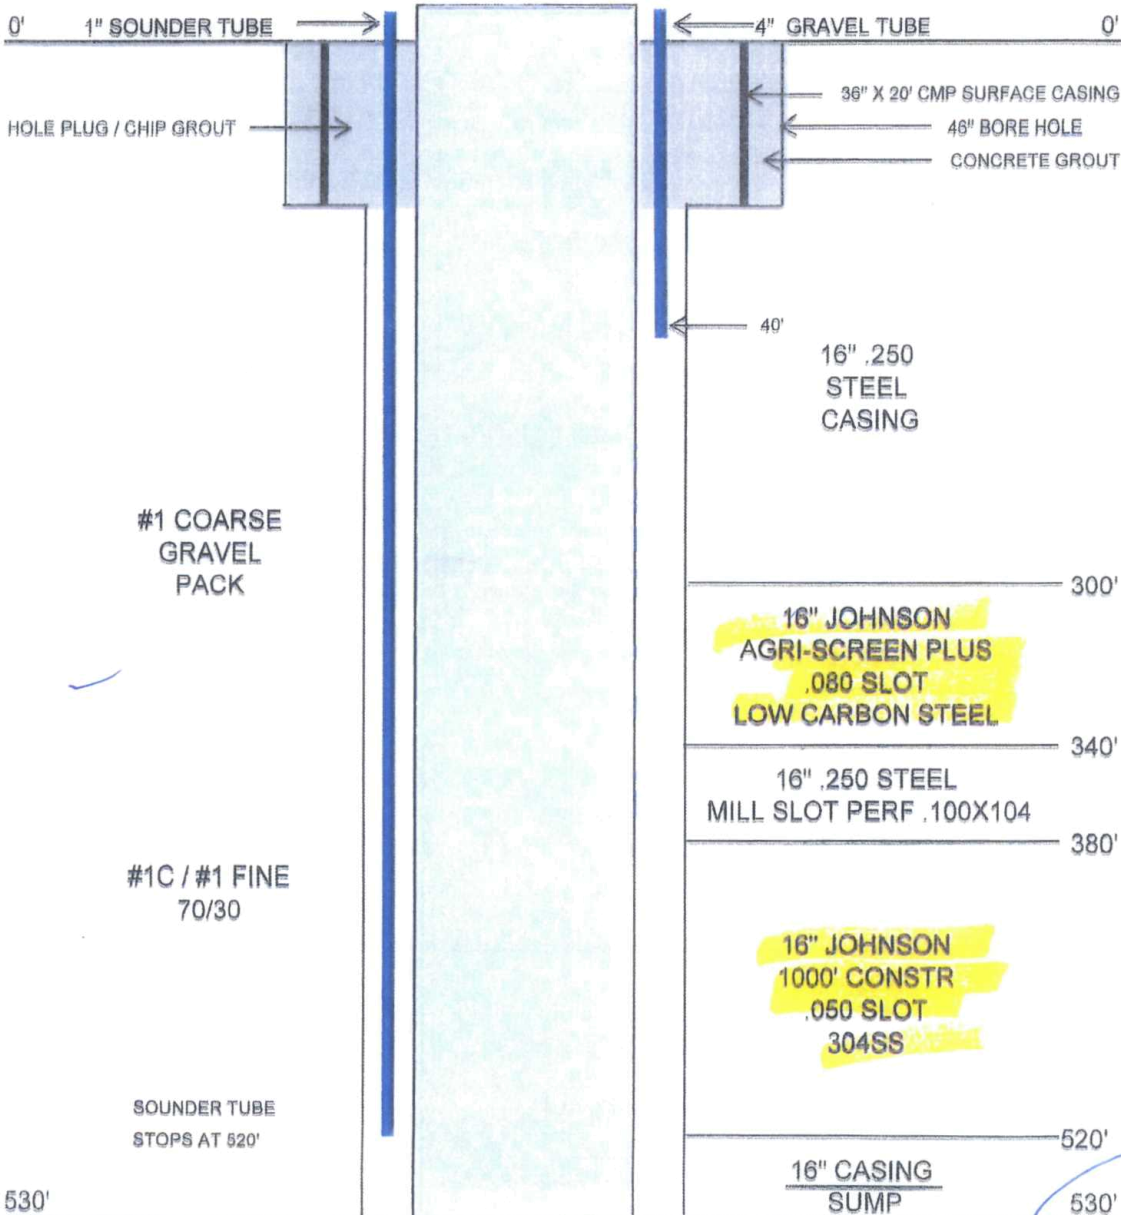 0'
1" SOUNDER TUBE
4" GRAVEL TUBE
0'
36" X 20' CMP SURFACE CASING
HOLE PLUG / CHIP GROUT
46" BORE HOLE
CONCRETE GROUT
40'
16" .250
STEEL
CASING
#1 COARSE
GRAVEL
PACK
300'
16" JOHNSON
AGRI-SCREEN PLUS
.080 SLOT
LOW CARBON STEEL
340'
16" .250 STEEL
MILL SLOT PERF .100X104
380'
#1C / #1 FINE
70/30
16" JOHNSON
1000' CONSTR
.050 SLOT
304SS
SOUNDER TUBE
STOPS AT 520'
520'
16" CASING
SUMP
530'
530'